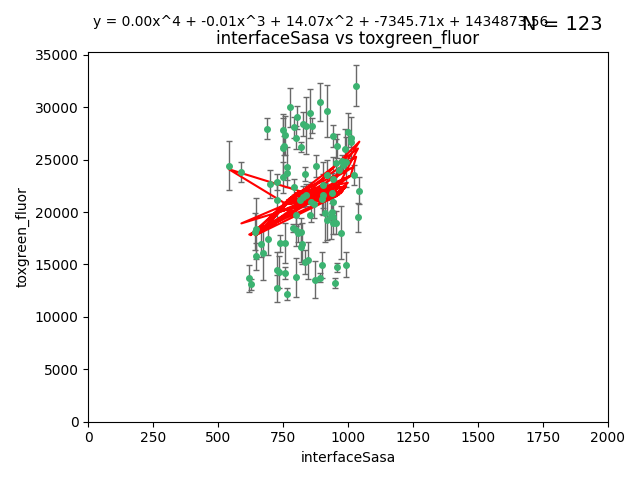 y = 0.00x^4 + -0.01x^3 + 14.07x^2 + -7345.71x + 1434873.56
N = 123
interfaceSasa vs toxgreen_fluor
35000
30000
25000
20000
15000
10000
5000
0
toxgreen_fluor
0 250 500 750 1000 1250 1500 1750 2000
interfaceSasa